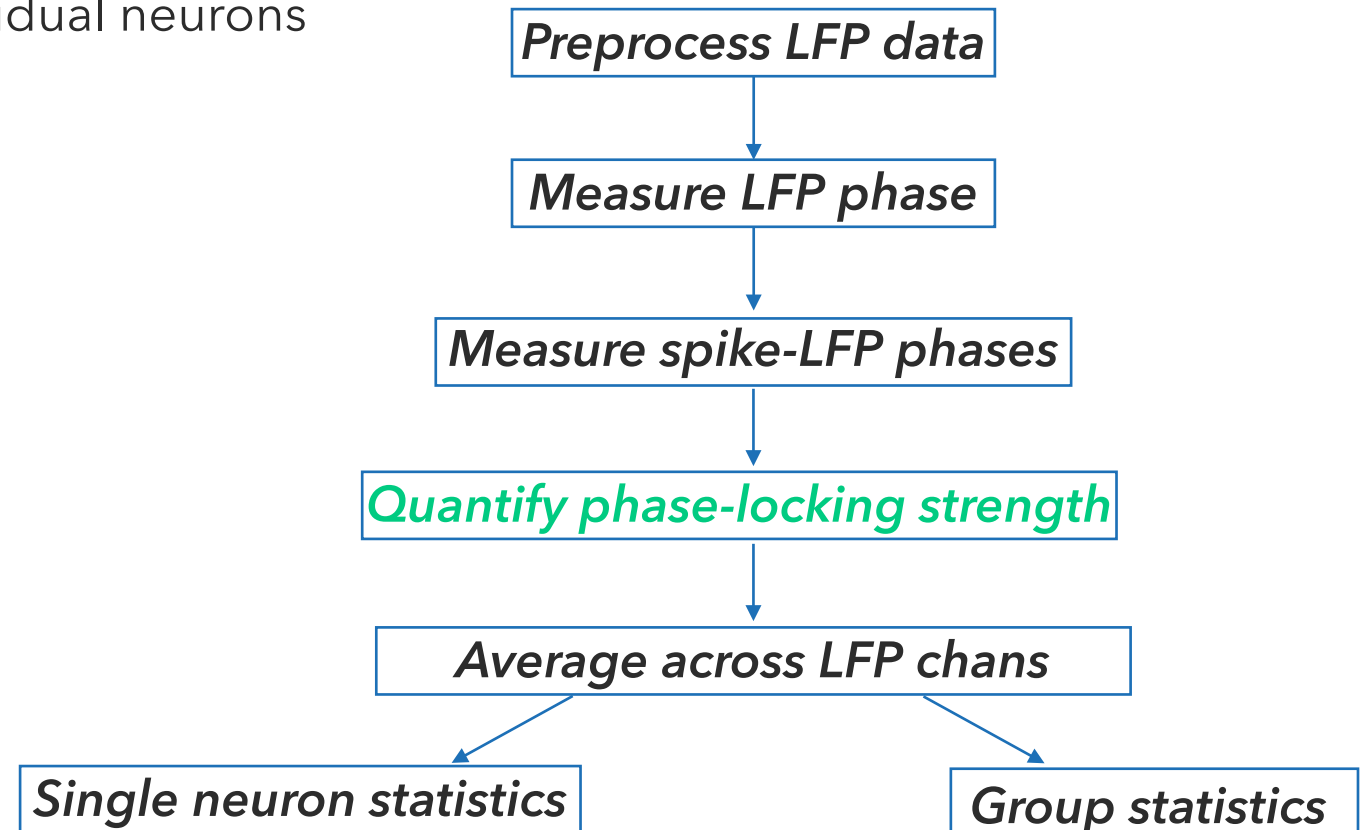 neurons
Preprocess LFP data
Measure LFP phase
Measure spike-LFP phases
Quantify phase-locking strength
Average across LFP chans
Single neuron statistics
Group statistics